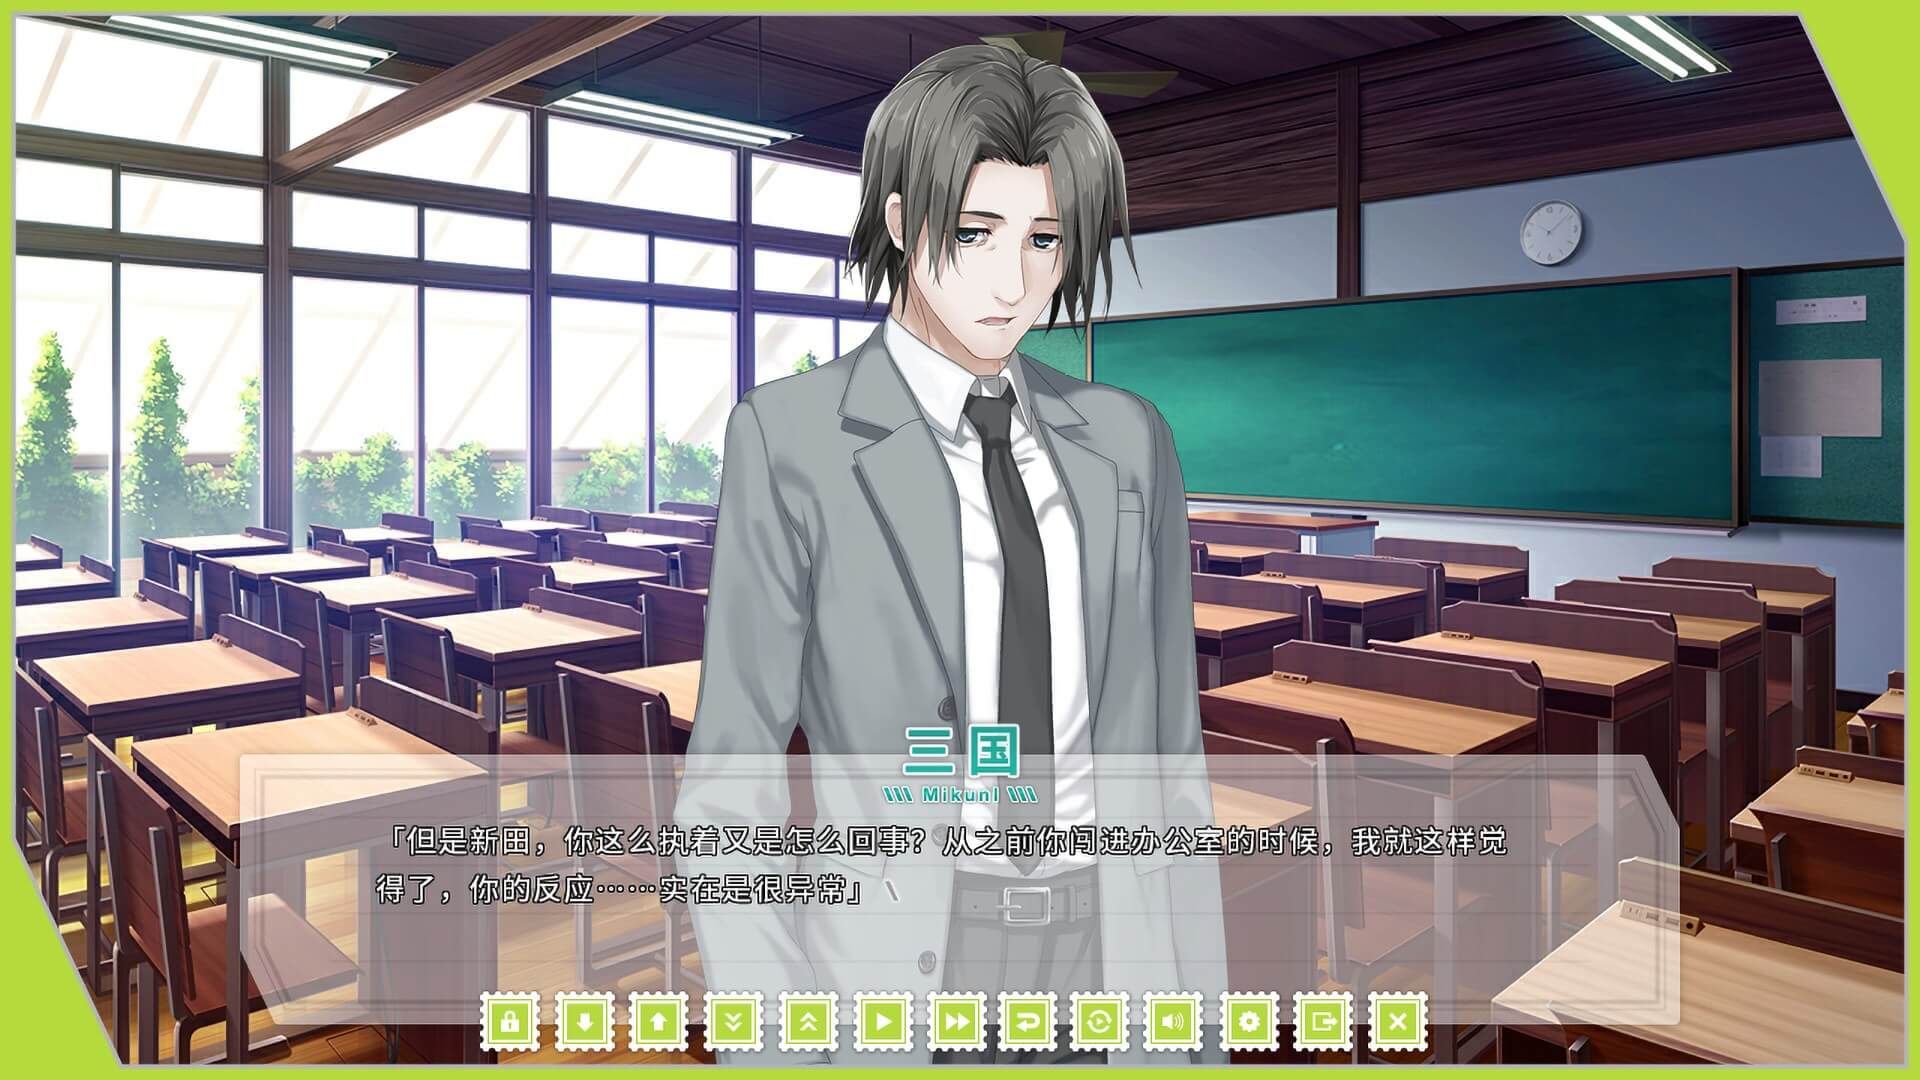 三国
MikunI
「但是新田，你这么执着又是怎么回事？从之前你闯进办公室的时候，我就这样觉
得了，你的反应……实在是很异常」